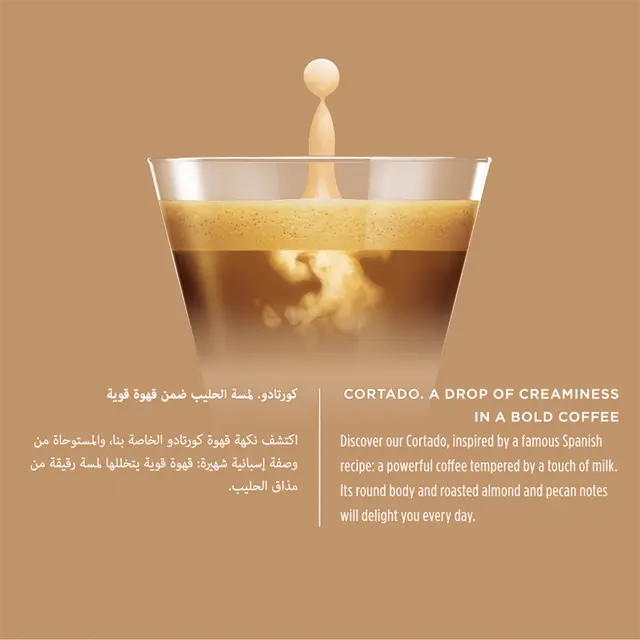 كورتادو. لمسة الحليب ضمن قهوة قوية
اكتشف نكهة قهوة كورتادو الخاصة بنا، والمستوحاة من
وصفة إسبانية شهيرة: قهوة قوية يتخللها لمسة رقيقة من
مذاق الحليب.
CORTADO. A DROP OF CREAMINESS
IN A BOLD COFFEE
Discover our Cortado, inspired by a famous Spanish
recipe: a powerful coffee tempered by a touch of milk.
Its round body and roasted almond and pecan notes
will delight you every day.